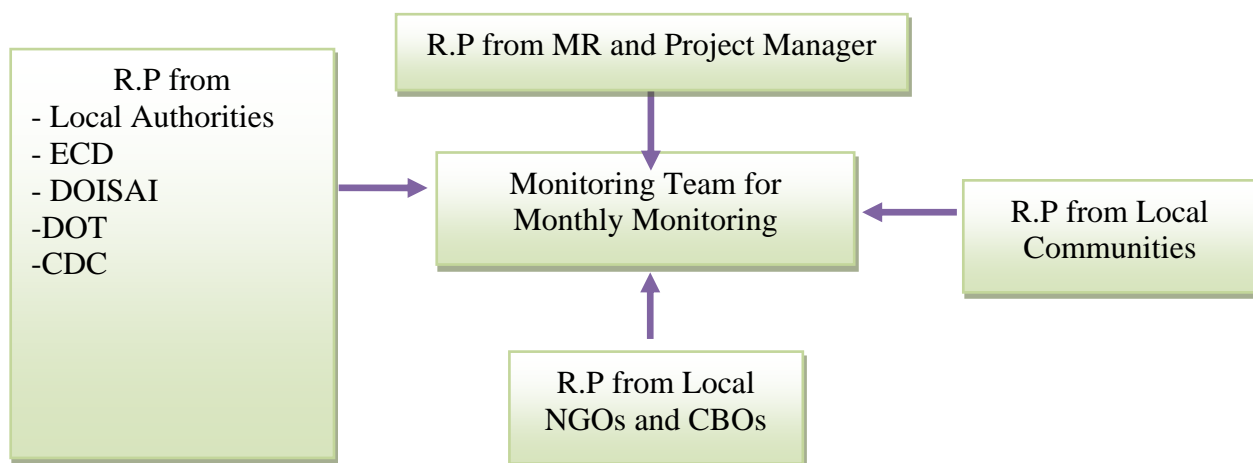 R.P from MR and Project Manager
R.P from
- Local Authorities
- ECD
- DOISAI
-DOT
-CDC
Monitoring Team for
Monthly Monitoring
R.P from Local
Communities
R.P from Local
NGOs and CBOs